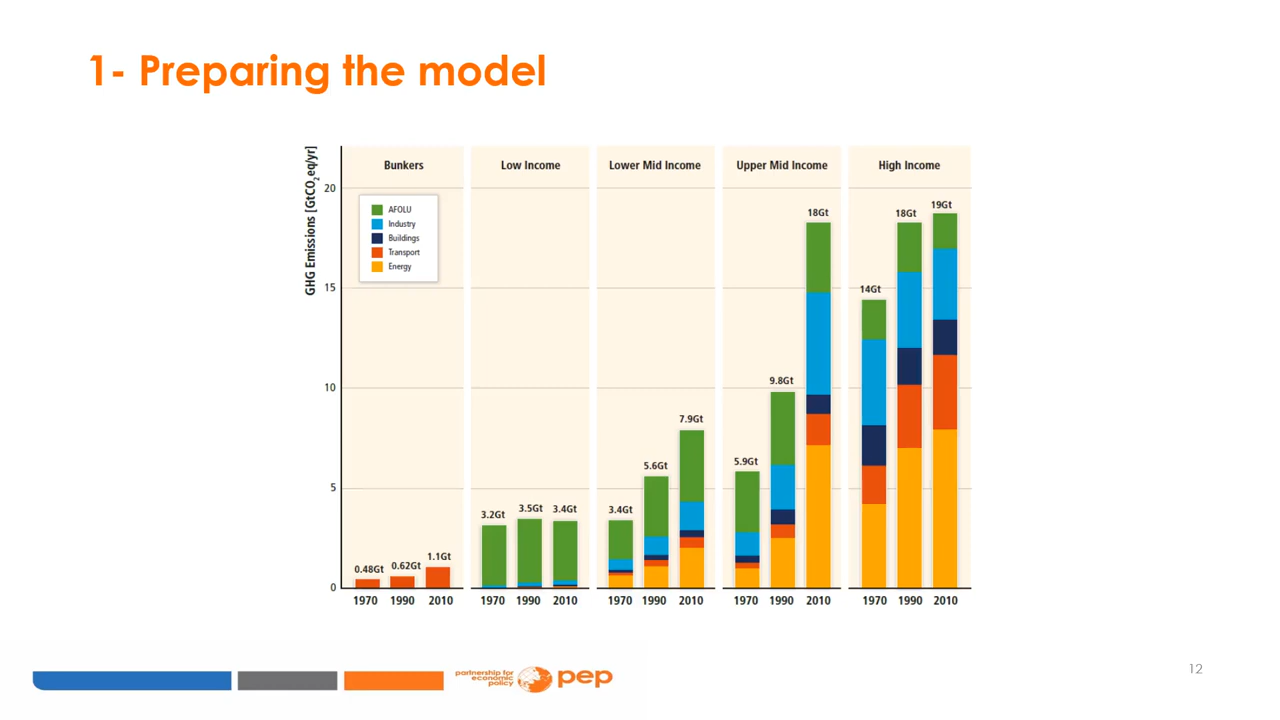 1- Preparing the model
GHG Emissions [GtCO2eq/yr]
20
15
10
5
0
Bunkers
AFOLU
Industry
Buildings
Transport
Energy
0.48Gt 0.62Gt 1.1Gt
1970 1990 2010
Low Income
3.2Gt 3.5Gt 3.4Gt
1970 1990 2010
Lower Mid Income
3.4Gt 5.6Gt 7.9Gt
1970 1990 2010
Upper Mid Income
5.9Gt 9.8Gt 18Gt
1970 1990 2010
High Income
14Gt 18Gt 19Gt
1970 1990 2010
partnership for
economic
policy
pep
12